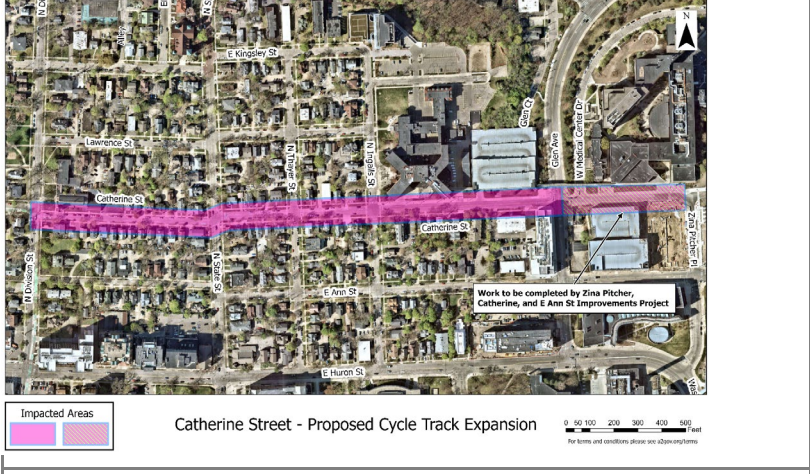 N Di
Alley
N S
E Kingsley St
N
Glen Ct
Glen Ave
W Medical Center Dr
Lawrence St
N Thayer St
N Ingalls St
Catherine St
Catherine St
N Division St
N State St
Zina Pitcher Pl
E Ann St
Work to be completed by Zina Pitcher,
Catherine, and E Ann St Improvements Project
E Huron St
Was
Impacted Areas
Catherine Street - Proposed Cycle Track Expansion
0 50 100 200 300 400 500
Feet
For terms and conditions please see a2gov.org/terms